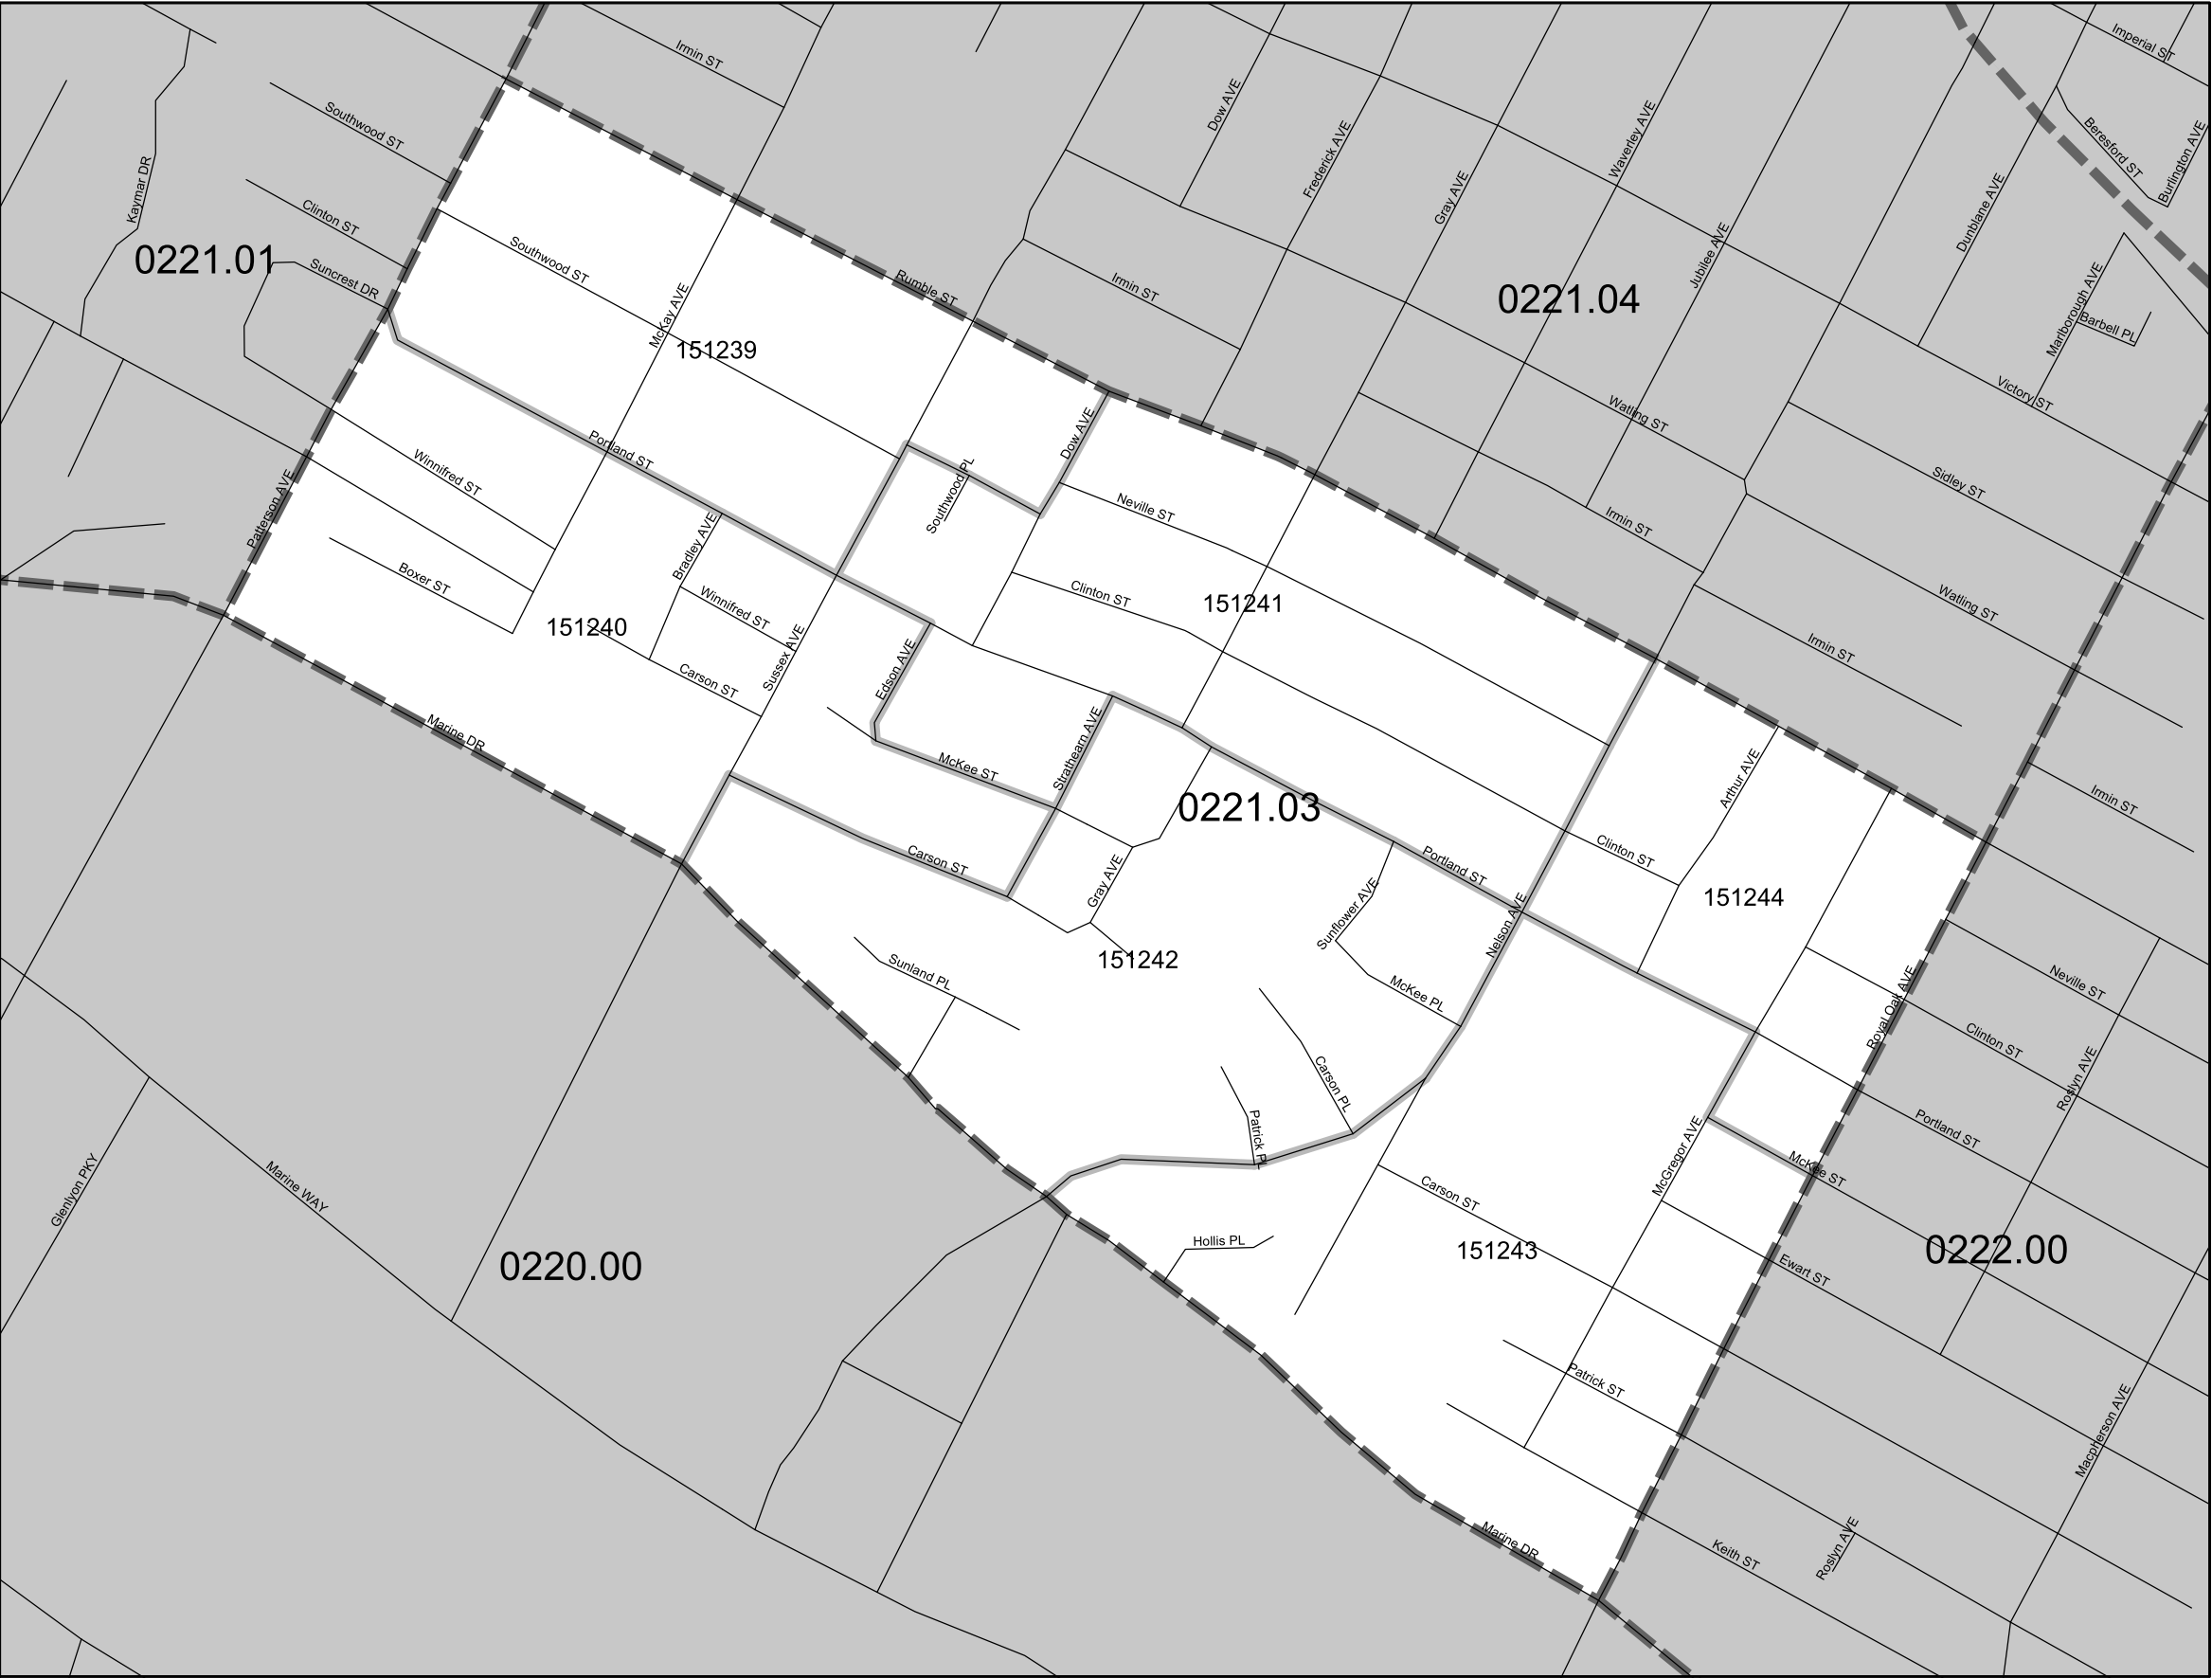 Imperial ST
Irmin ST
Dow AVE
Beresford ST
Burlington AVE
Southwood ST
Frederick AVE
Waverley AVE
Kaymar DR
Gray AVE
Dunblane AVE
Clinton ST
0221.01
Southwood ST
Jubilee AVE
Suncrest DR
Rumble ST
Irmin ST
0221.04
Marlborough AVE
McKay AVE
Barbell PL
151239
Victory ST
Watling ST
Dow AVE
Portland ST
Winnifred ST
Southwood PL
Sidley ST
Patterson AVE
Neville ST
Irmin ST
Bradley AVE
Boxer ST
Winnifred ST
Clinton ST
151241
Watling ST
151240
Sussex AVE
Irmin ST
Edson AVE
Carson ST
Marine DR
Strathearn AVE
McKee ST
Arthur AVE
0221.03
Irmin ST
Carson ST
Gray AVE
Portland ST
Clinton ST
151244
Sunflower AVE
Nelson AVE
151242
Sunland PL
McKee PL
Royal Oak AVE
Neville ST
Clinton ST
Carson PL
Roslyn AVE
Patrick PL
Portland ST
McGregor AVE
McKee ST
Glenlyon PKY
Marine WAY
Carson ST
Hollis PL
151243
0222.00
0220.00
Ewart ST
Patrick ST
Macpherson AVE
Marine DR
Keith ST
Roslyn AVE